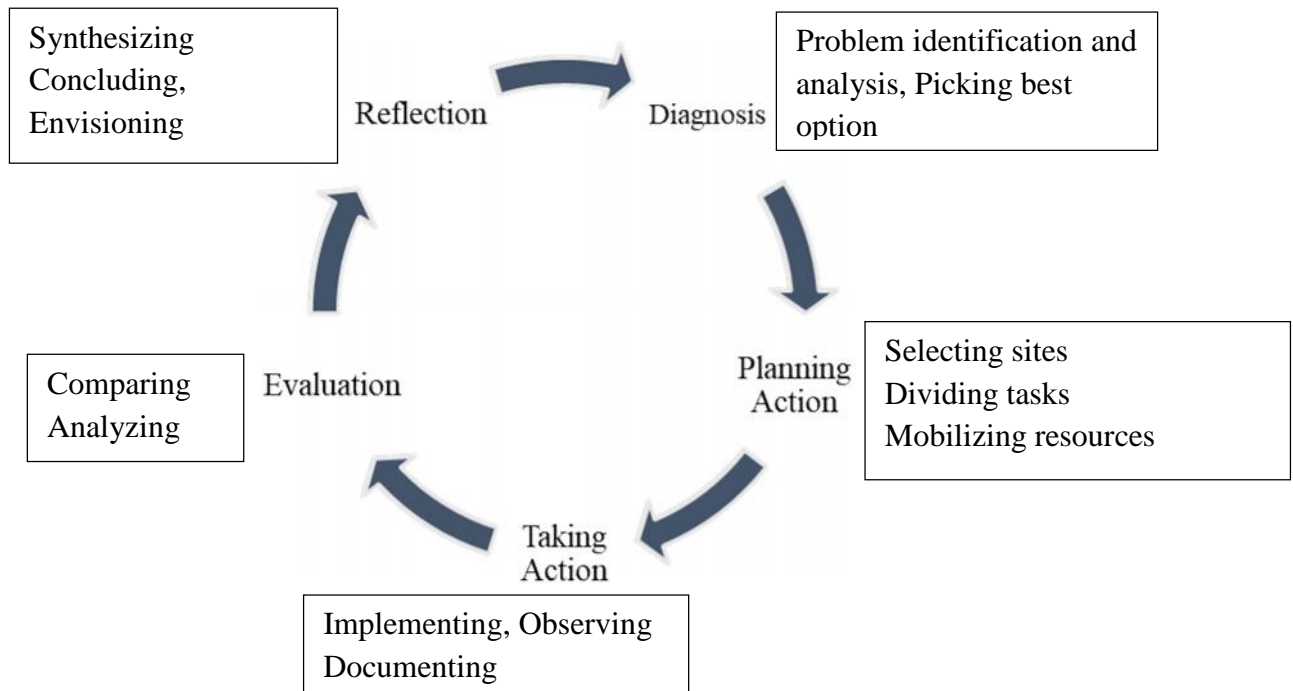 Synthesizing
Concluding,
Envisioning
Reflection
Diagnosis
Problem identification and
analysis, Picking best
option
Planning
Action
Selecting sites
Dividing tasks
Mobilizing resources
Taking
Action
Implementing, Observing
Documenting
Evaluation
Comparing
Analyzing